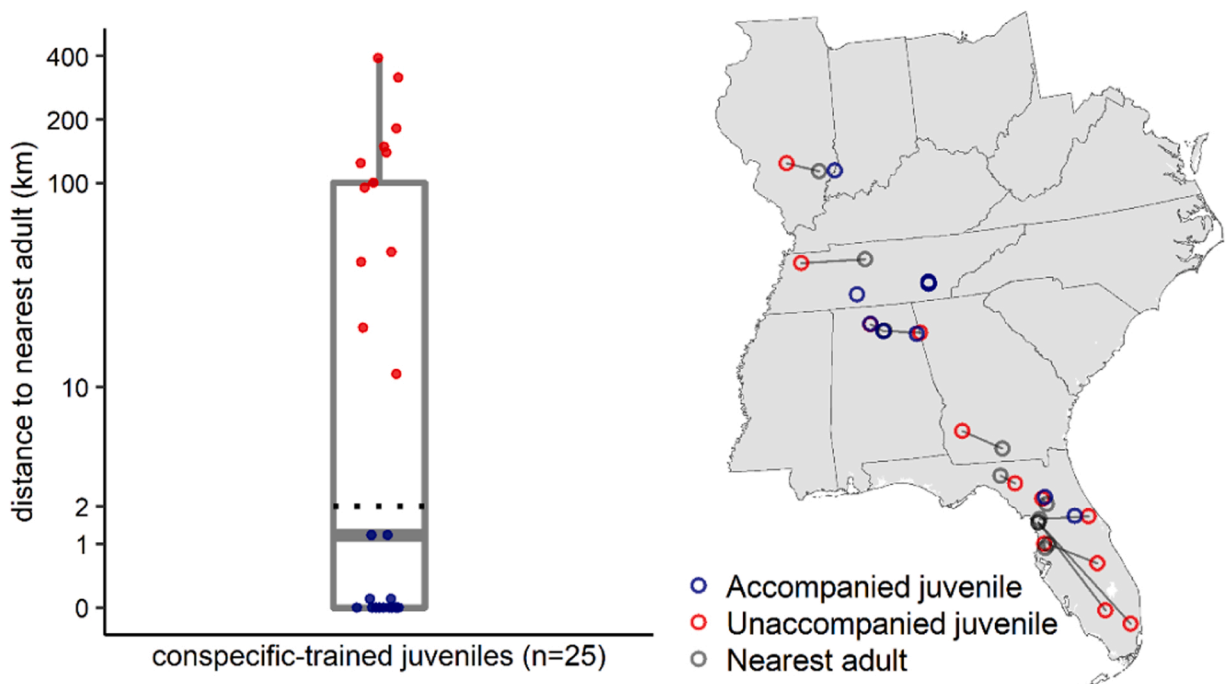 distance to nearest adult (km)
400
200
100
10
2
1
0
conspecific-trained juveniles (n=25)
Accompanied juvenile
Unaccompanied juvenile
Nearest adult